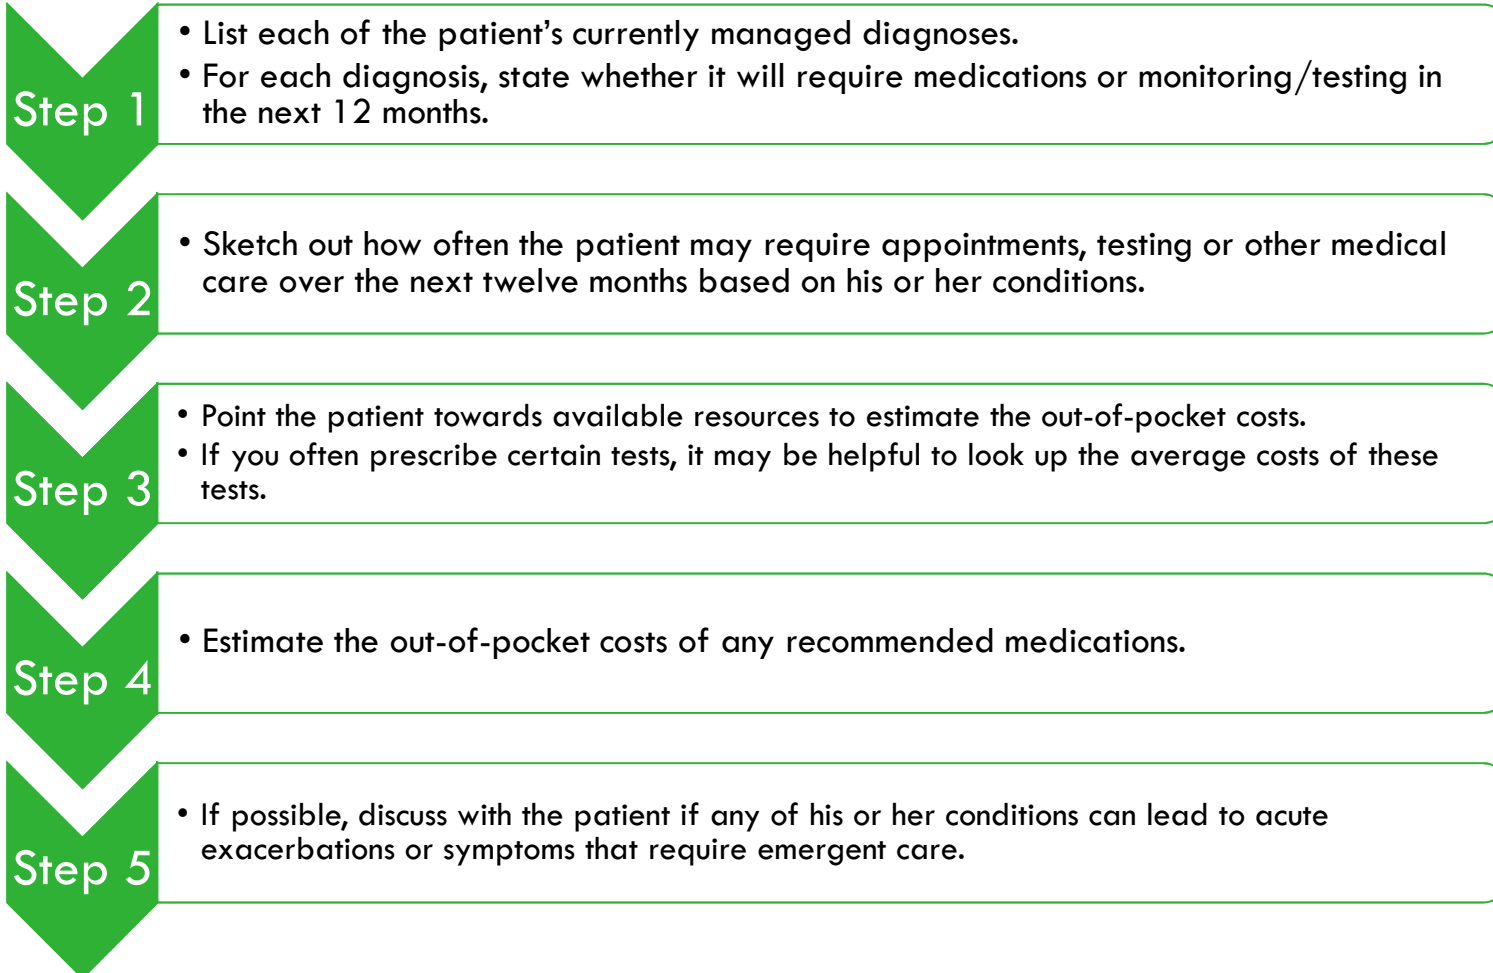 Step 1
• List each of the patient’s currently managed diagnoses.
• For each diagnosis, state whether it will require medications or monitoring/testing in
the next 12 months.
Step 2
• Sketch out how often the patient may require appointments, testing or other medical
care over the next twelve months based on his or her conditions.
Step 3
• Point the patient towards available resources to estimate the out-of-pocket costs.
• If you often prescribe certain tests, it may be helpful to look up the average costs of these
tests.
Step 4
• Estimate the out-of-pocket costs of any recommended medications.
Step 5
• If possible, discuss with the patient if any of his or her conditions can lead to acute
exacerbations or symptoms that require emergent care.